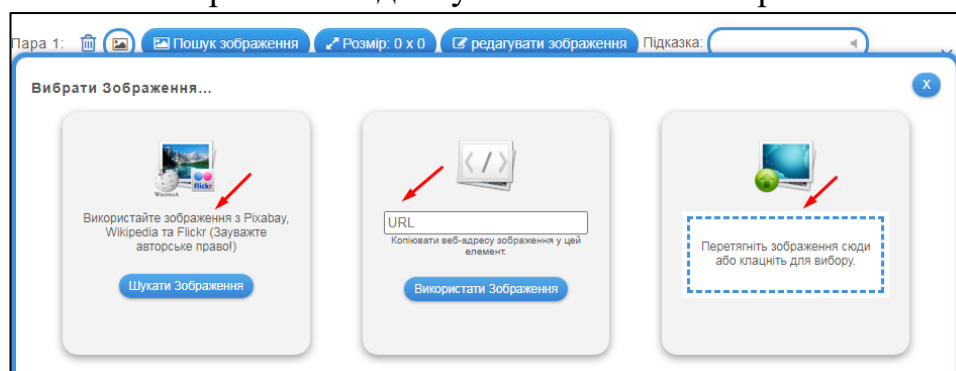 Пара 1: Пошук зображення Розмір: 0 x 0 редагувати зображення Підказка:
Вибрати Зображення... X
flickr
WIKIPEDIA
Використайте зображення з Pixabay,
Wikipedia та Flickr (Зауважте
авторське право!)
Шукати Зображення
</>
URL
Копіювати веб-адресу зображення у цей
елемент.
Використати Зображення
Перетягніть зображення сюди
або клацніть для вибору.